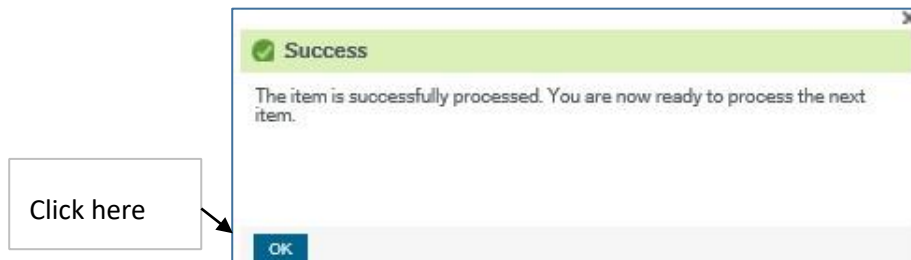 Success
The item is successfully processed. You are now ready to process the next
item.
Click here
OK